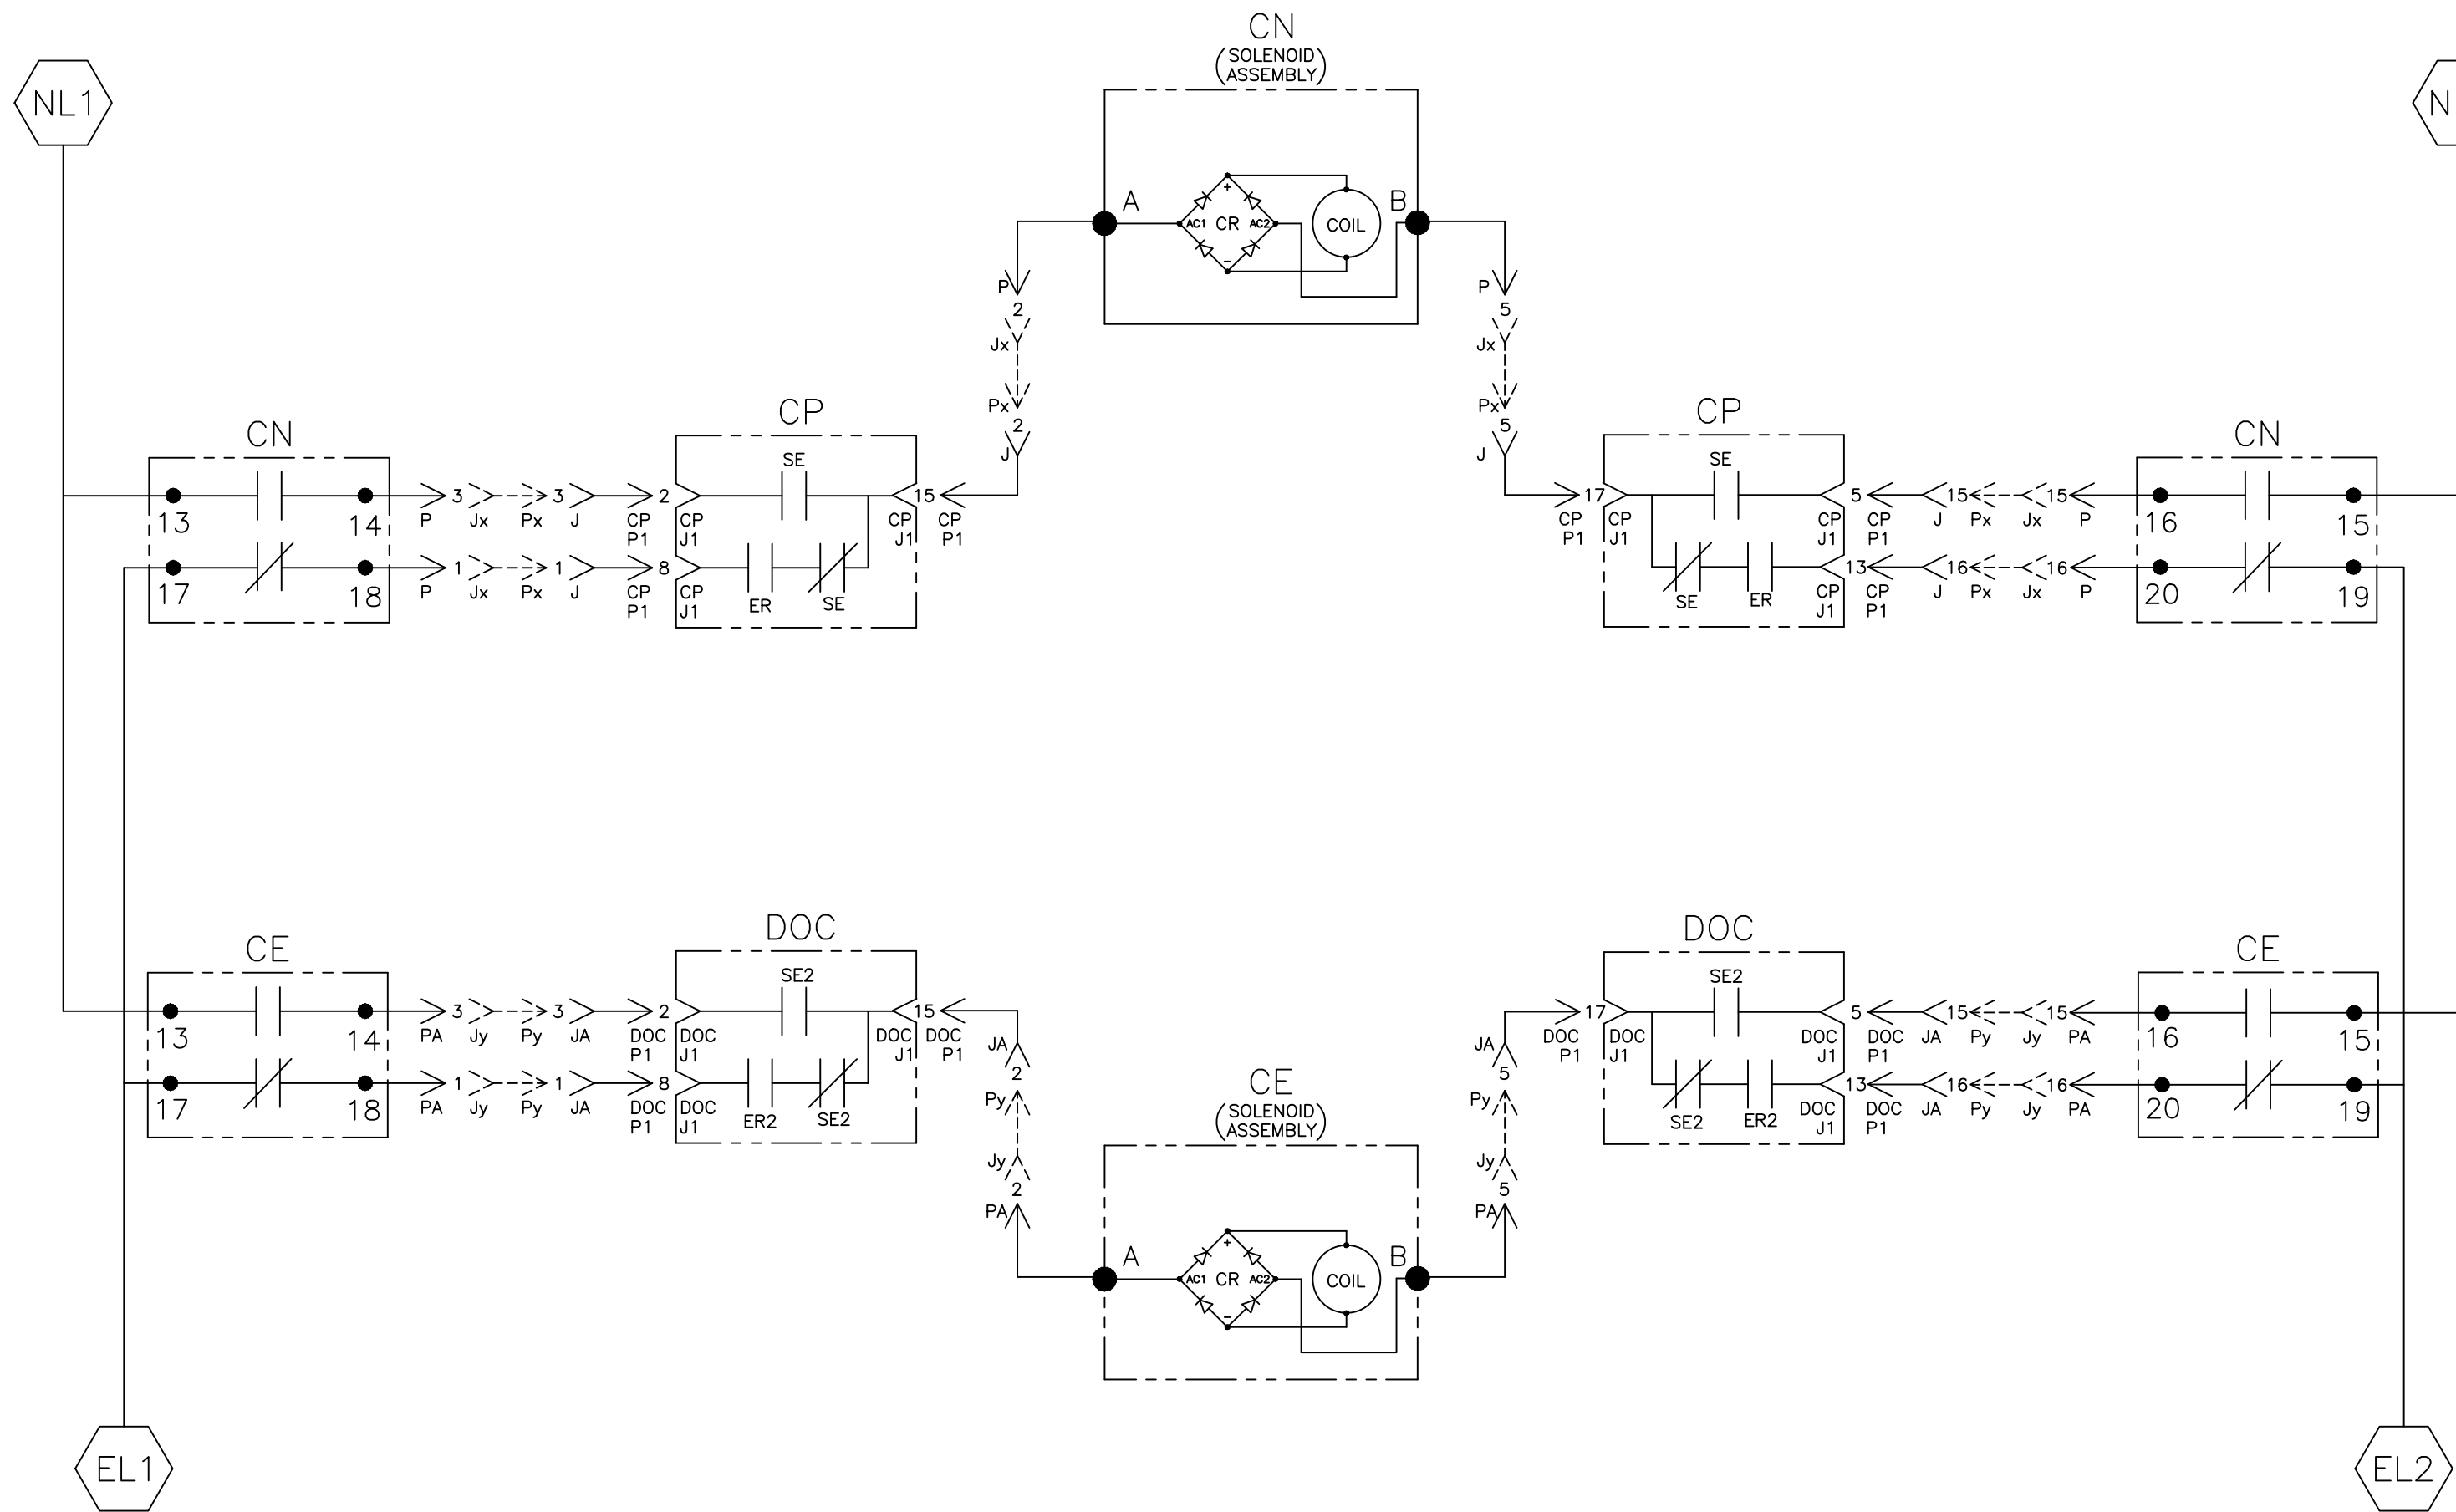 CN
(SOLENOID
ASSEMBLY)
NL1
N
A
AC1 + CR - AC2
COIL
B
P
2
Jx
Px
2
J
P
5
Jx
Px
5
J
CN
13
14
17
18
P 3 Jx Px 3 J CP P1 2 CP J1
P 1 Jx Px 1 J CP P1 8 CP J1
CP
SE
ER
SE
CP J1 15 CP P1
CP
CP P1 17 CP J1
SE
SE
ER
CP J1 5 CP P1 J 15 Px Jx 15 P
CP J1 13 CP P1 J 16 Px Jx 16 P
CN
16
15
20
19
CE
13
14
17
18
PA 3 Jy Py 3 JA DOC P1 2 DOC J1
PA 1 Jy Py 1 JA DOC P1 8 DOC J1
DOC
SE2
ER2
SE2
DOC J1 15 DOC P1
JA
2
Py
Jy
2
PA
CE
(SOLENOID
ASSEMBLY)
A
AC1 + CR - AC2
COIL
B
JA
5
Py
Jy
5
PA
DOC
DOC P1 17 DOC J1
SE2
SE2
ER2
DOC J1 5 DOC P1 JA 15 Py Jy 15 PA
DOC J1 13 DOC P1 JA 16 Py Jy 16 PA
CE
16
15
20
19
EL1
EL2